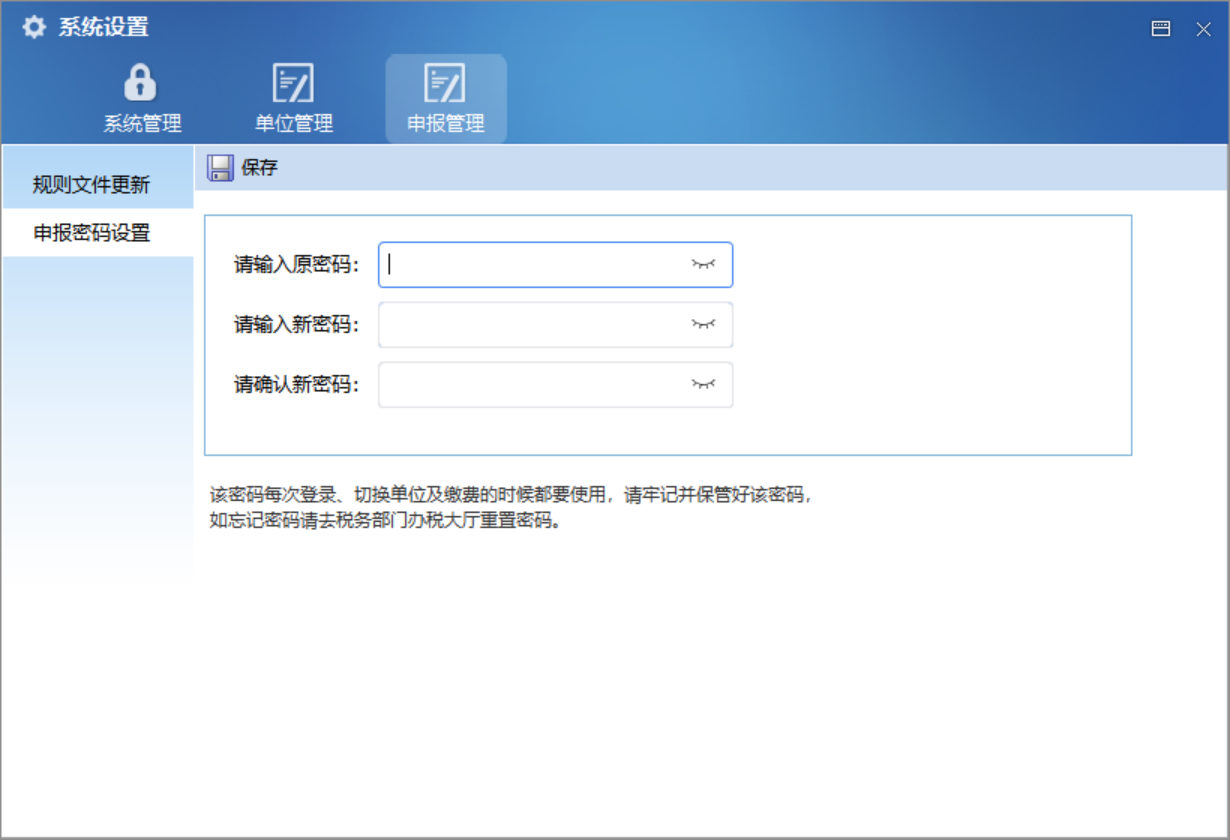 系统设置
系统管理
单位管理
申报管理
规则文件更新
保存
申报密码设置
请输入原密码：
请输入新密码：
请确认新密码：
该密码每次登录、切换单位及缴费的时候都要使用，请牢记并保管好该密码，
如忘记密码请去税务部门办税大厅重置密码。